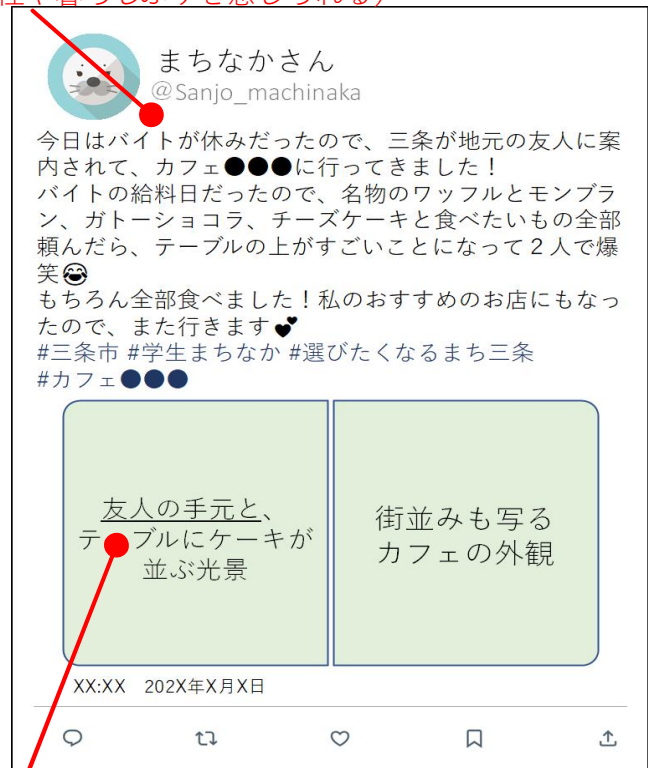 まちなかさん
@Sanjo_machinaka
今日はバイトが休みだったので、三条が地元の友人に案
内されて、カフェ●●●に行ってきました！
バイトの給料日だったので、名物のワッフルとモンブラ
ン、ガトーショコラ、チーズケーキと食べたいもの全部
頼んだら、テーブルの上がすごいことになって２人で爆
笑😂
もちろん全部食べました！私のおすすめのお店にもなっ
たので、また行きます💕
#三条市 #学生まちなか #選びたくなるまち三条
#カフェ●●●
友人の手元と、
テーブルにケーキが
並ぶ光景
街並みも写る
カフェの外観
XX:XX 202X年X月X日